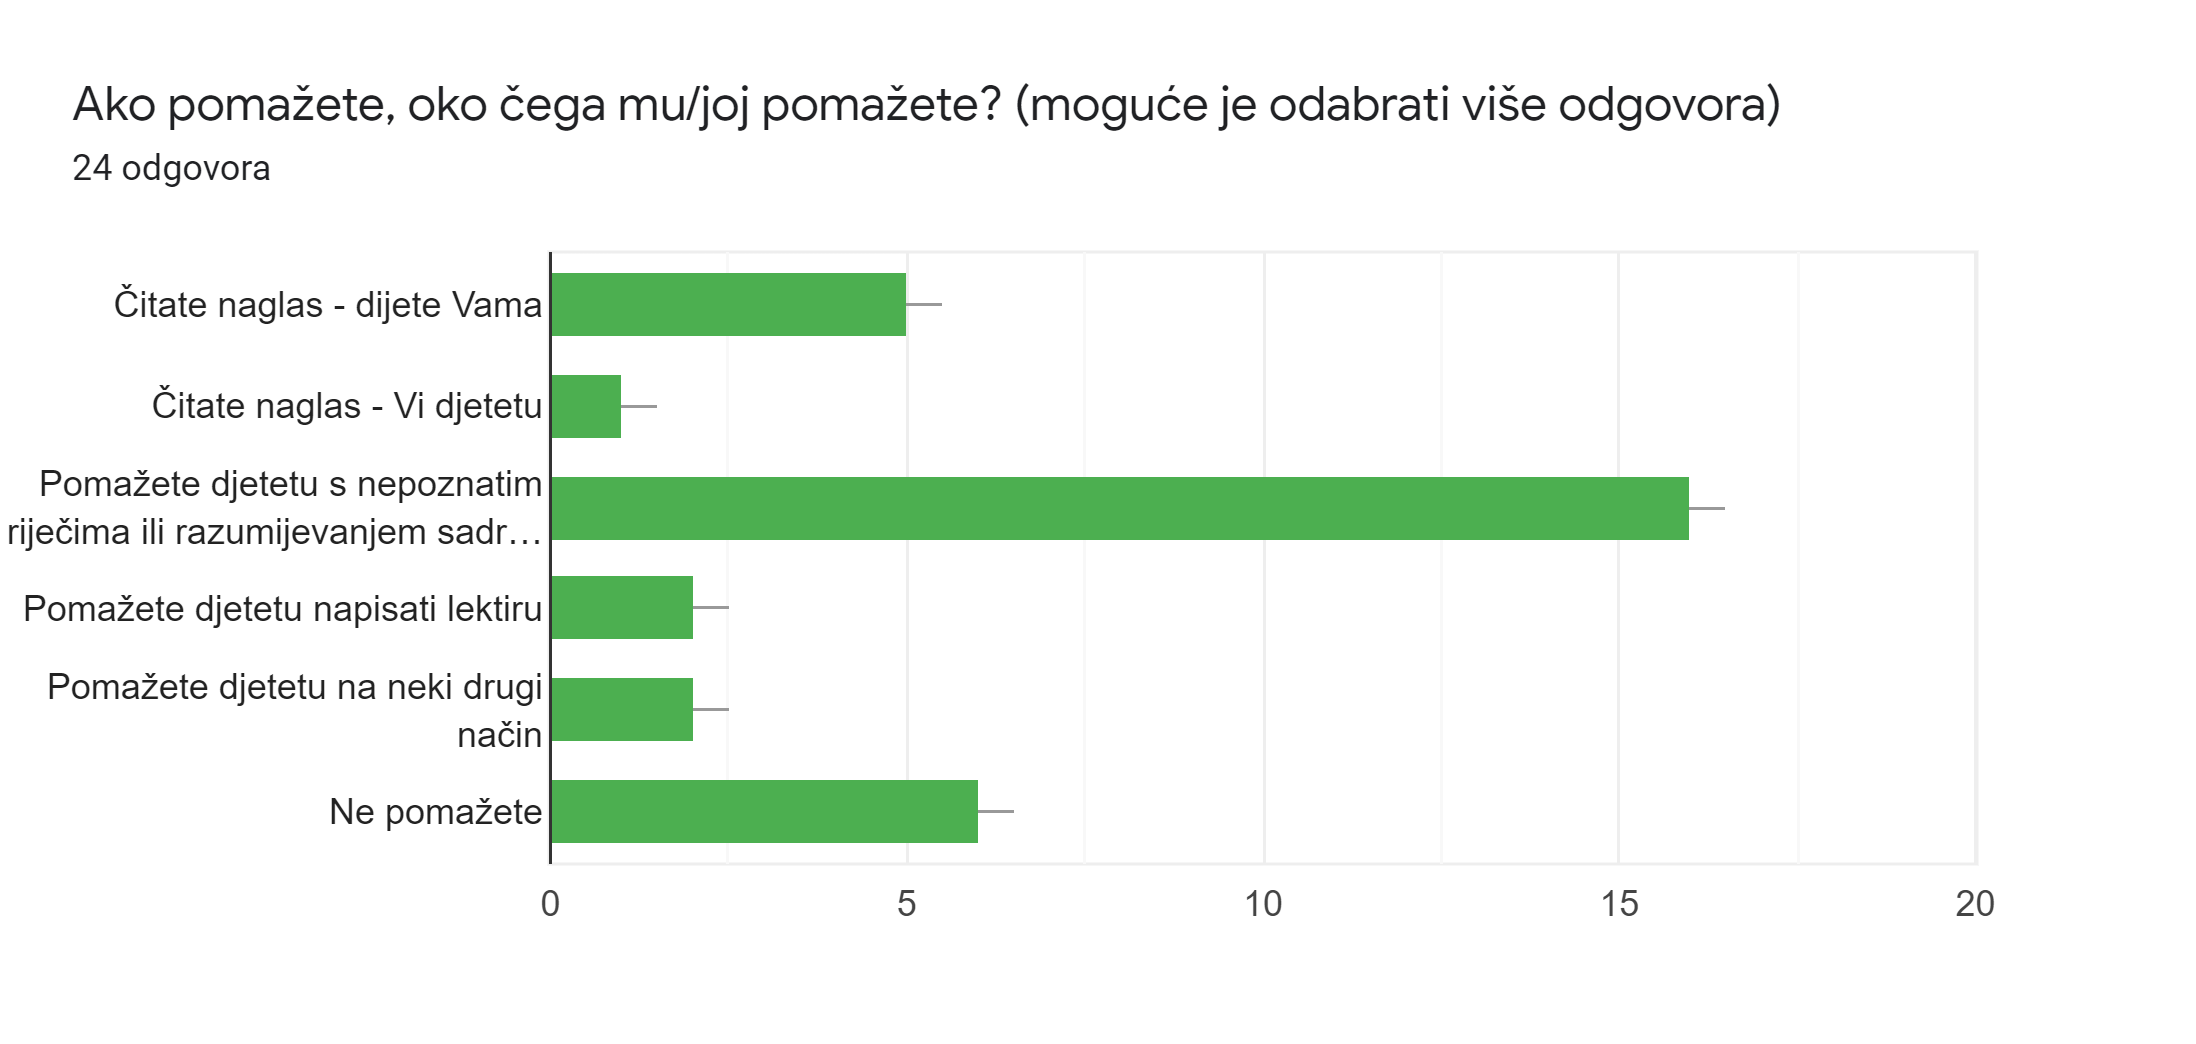 Ako pomažete, oko čega mu/joj pomažete? (moguće je odabrati više odgovora)
24 odgovora
Čitate naglas - dijete Vama
Čitate naglas - Vi djetetu
Pomažete djetetu s nepoznatim
riječima ili razumijevanjem sadr…
Pomažete djetetu napisati lektiru
Pomažete djetetu na neki drugi
način
Ne pomažete
0 5 10 15 20